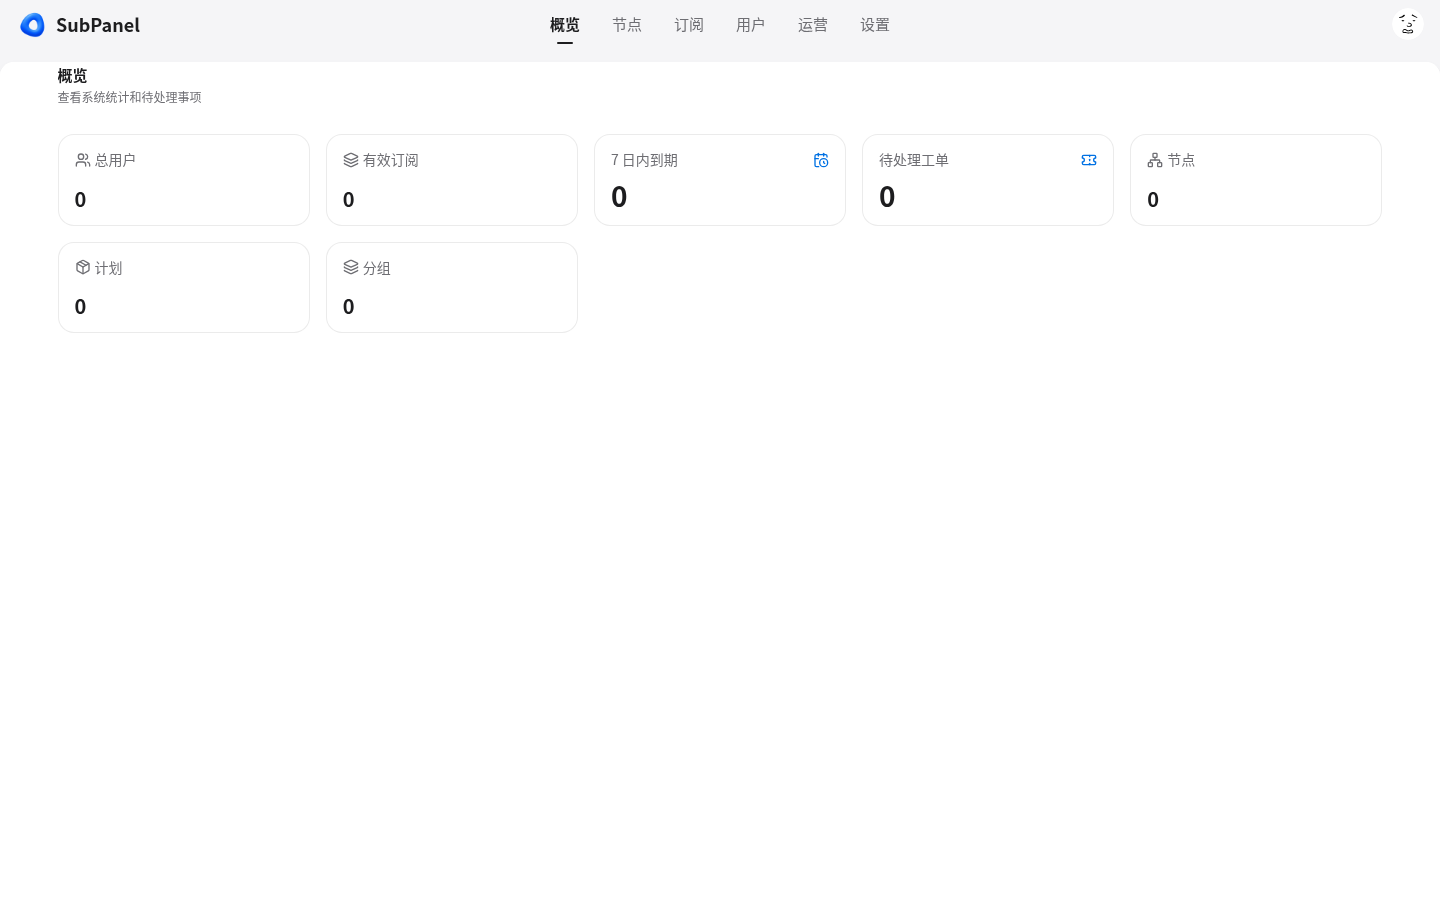 SubPanel
概览 节点 订阅 用户 运营 设置
概览
查看系统统计和待处理事项
总用户 有效订阅 7 日内到期 待处理工单 节点
0 0 0 0 0
计划 分组
0 0